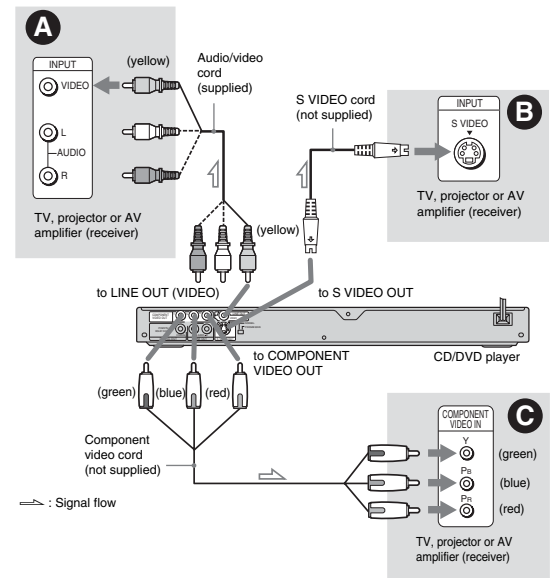 A
INPUT
VIDEO
L
AUDIO
R
TV, projector or AV
amplifier (receiver)
(yellow)
Audio/video
cord
(supplied)
S VIDEO cord
(not supplied)
INPUT
S VIDEO
B
TV, projector or AV
amplifier (receiver)
(yellow)
to LINE OUT (VIDEO)
to S VIDEO OUT
to COMPONENT
VIDEO OUT
CD/DVD player
(green)
(blue)
(red)
Component
video cord
(not supplied)
: Signal flow
COMPONENT
VIDEO IN
C
Y
(green)
PB
(blue)
PR
(red)
TV, projector or AV
amplifier (receiver)